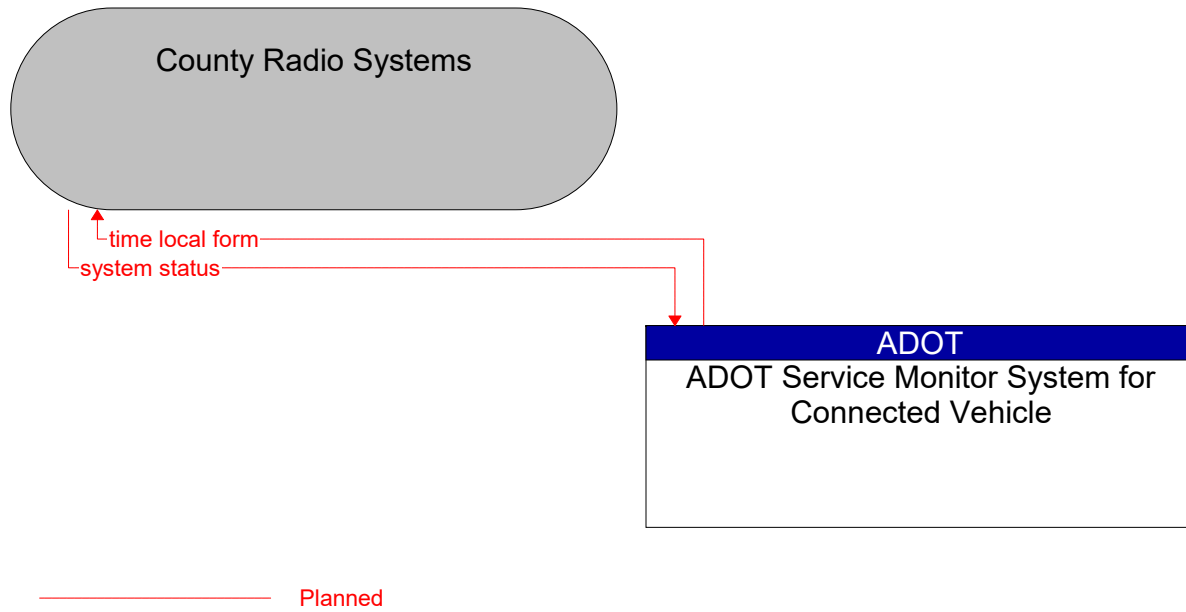 County Radio Systems
time local form
system status
ADOT
ADOT Service Monitor System for
Connected Vehicle
Planned